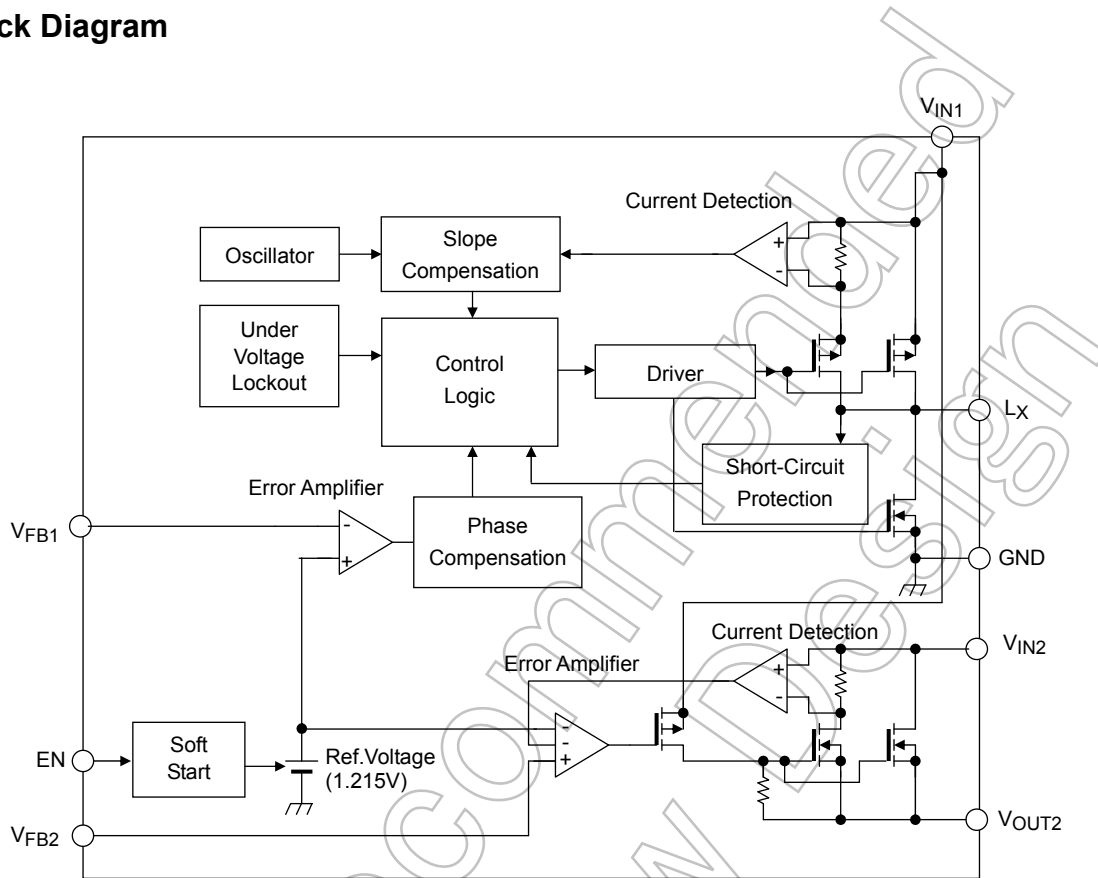 ck Diagram
VIN1
Current Detection
+
-
Oscillator
Slope
Compensation
Under
Voltage
Lockout
Control
Logic
Driver
LX
Short-Circuit
Protection
Error Amplifier
VFB1
-
+
Phase
Compensation
GND
Current Detection
VIN2
+
-
Error Amplifier
-
+
EN
Soft
Start
Ref.Voltage
(1.215V)
VFB2
VOUT2
commended
w Design